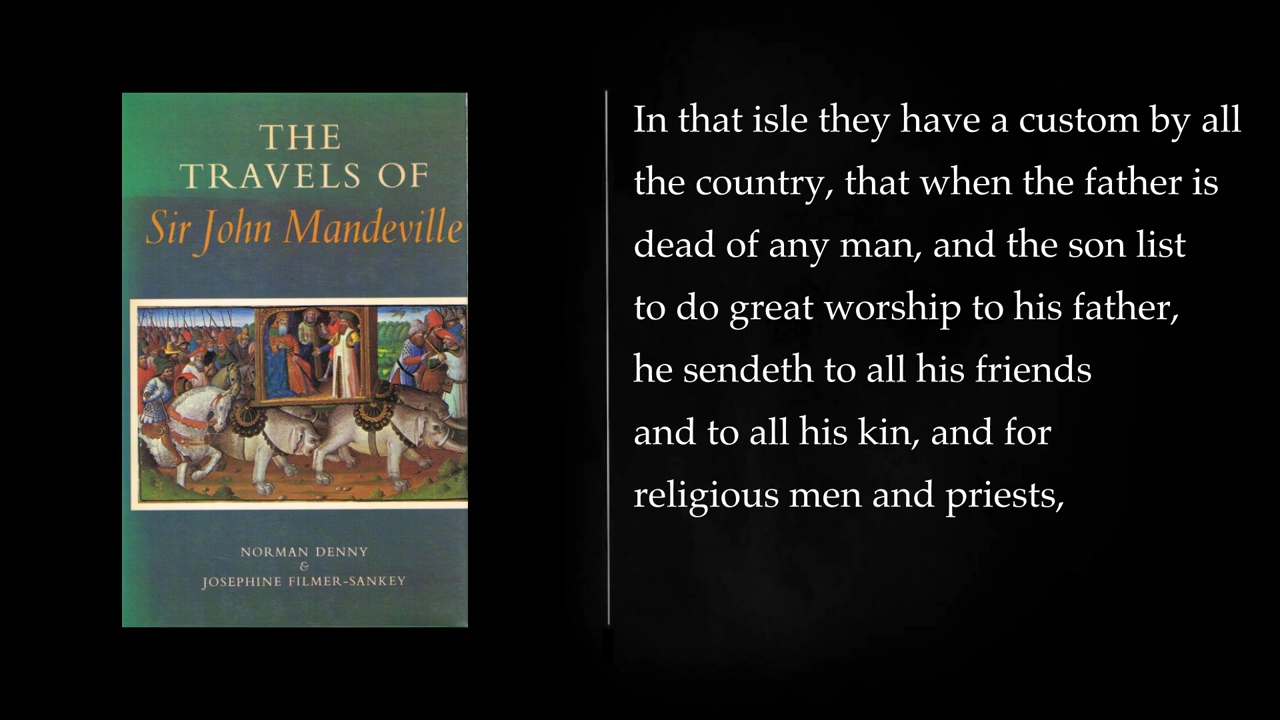 THE
TRAVELS OF
Sir John Mandeville
NORMAN DENNY
&
JOSEPHINE FILMER-SANKEY
In that isle they have a custom by all
the country, that when the father is
dead of any man, and the son list
to do great worship to his father,
he sendeth to all his friends
and to all his kin, and for
religious men and priests,